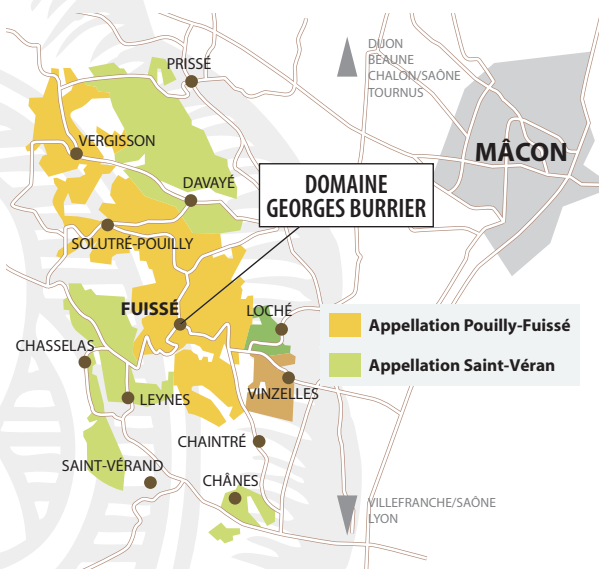 DIJON
BEAUNE
CHALON/SAÔNE
TOURNUS
PRISSÉ
MÂCON
VERGISSON
DAVAYÉ
DOMAINE
GEORGES BURRIER
SOLUTRÉ-POUILLY
FUISSÉ
LOCHÉ
Appellation Pouilly-Fuissé
CHASSELAS
Appellation Saint-Véran
LEYNES
VINZELLES
CHAINTRÉ
SAINT-VÉRAND
CHÂNES
VILLEFRANCHE/SAÔNE
LYON